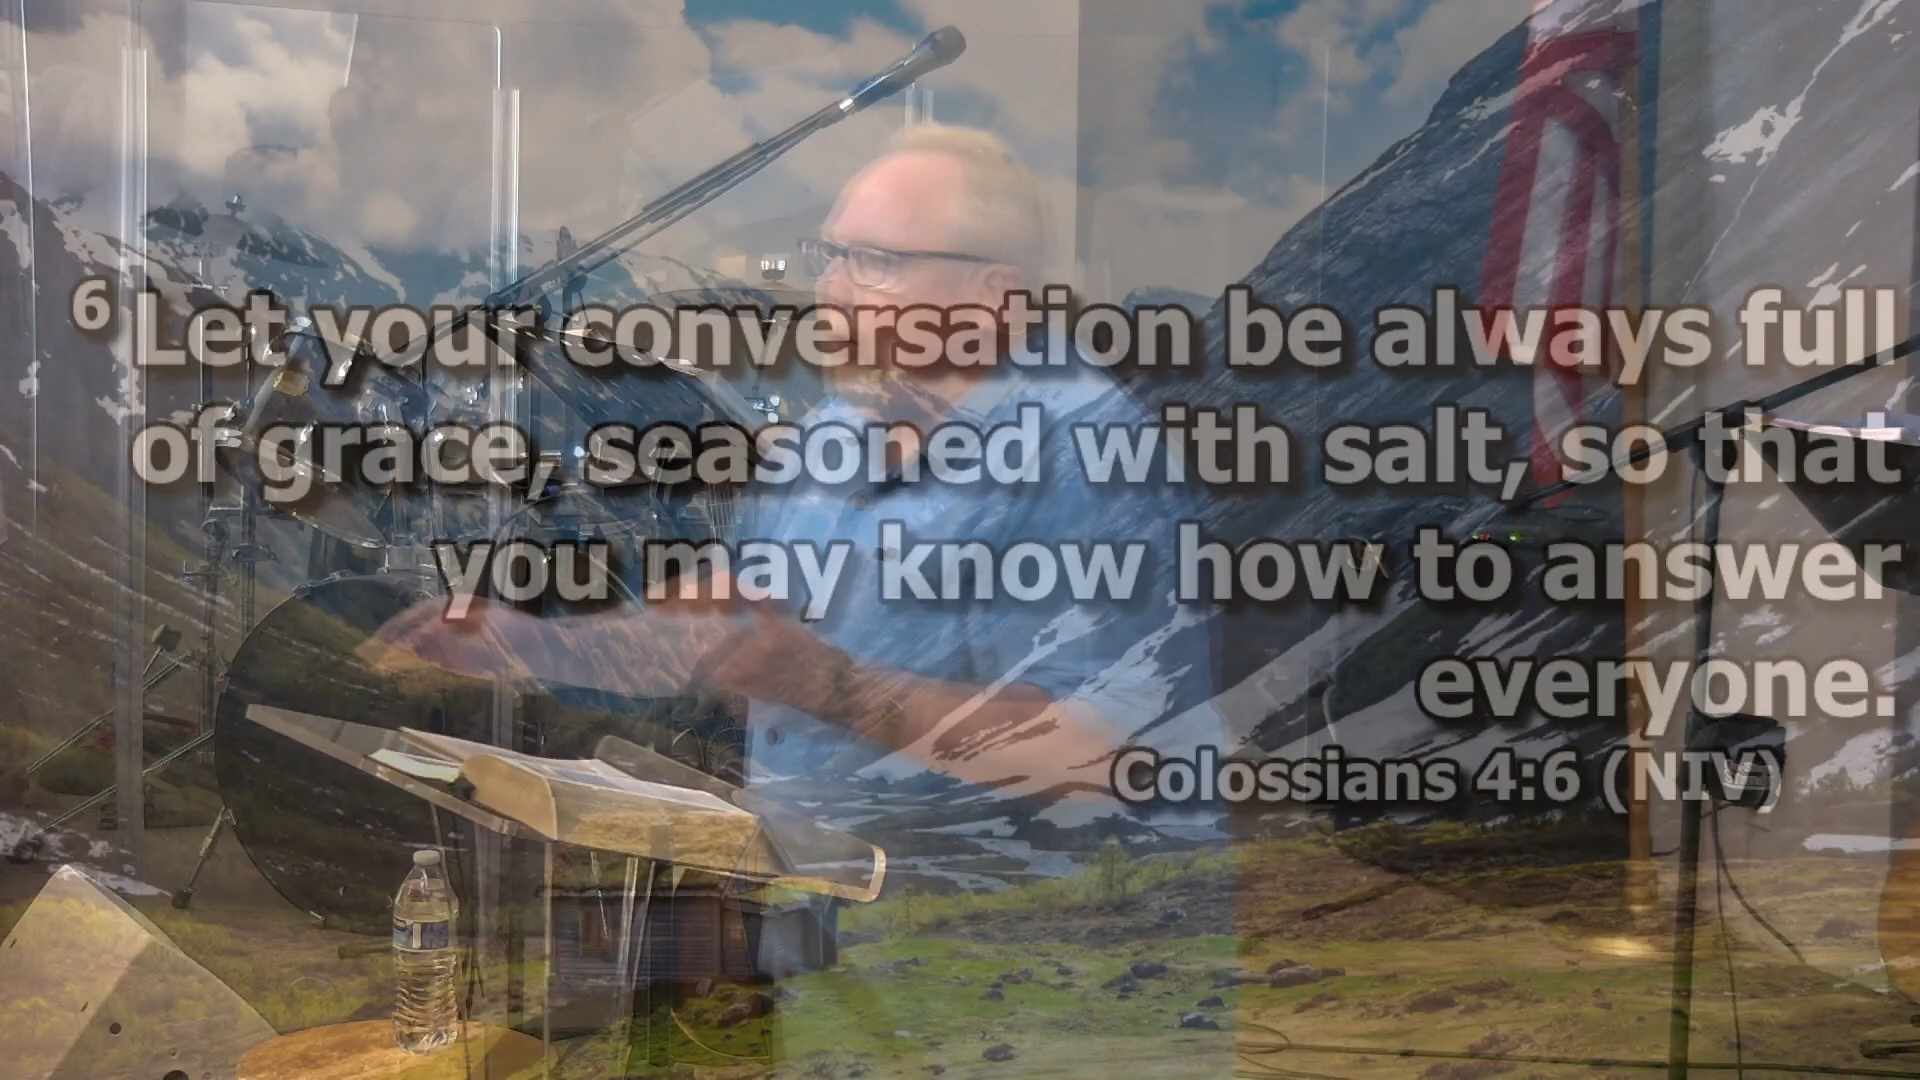 6 Let your conversation be always full
of grace, seasoned with salt, so that
you may know how to answer
everyone.
Colossians 4:6 (NIV)